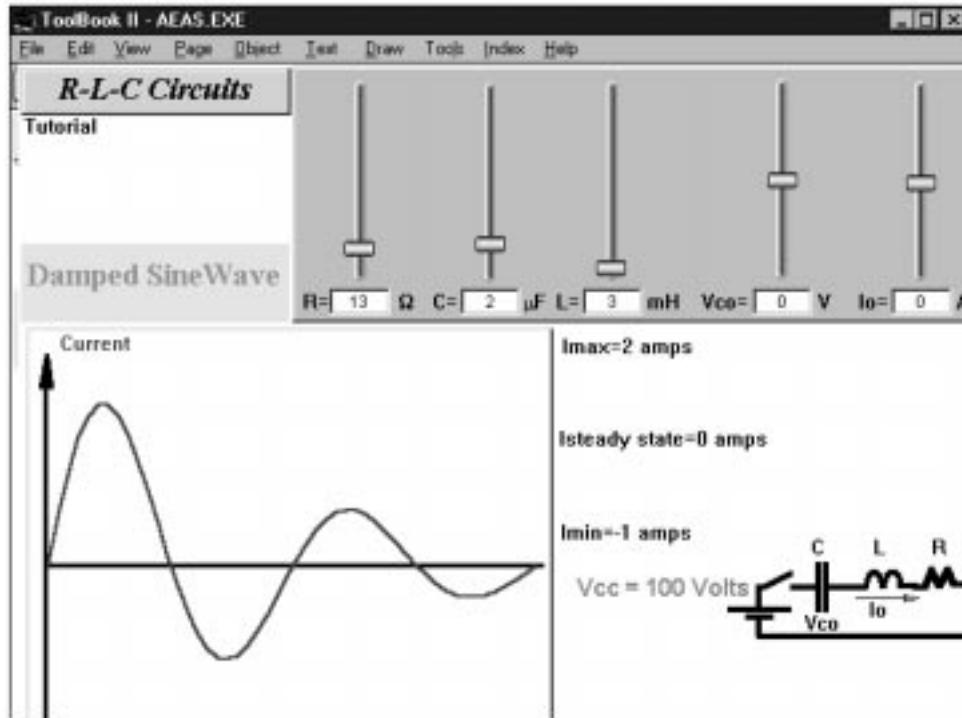 ToolBook II - AEAS.EXE
File Edit View Page Object Text Draw Tools Index Help
R-L-C Circuits
Tutorial
Damped SineWave
R= 13 Ω C= 2 µF L= 3 mH Vco= 0 V Io= 0 A
Current
Imax=2 amps
Isteady state=0 amps
Imin=-1 amps
Vcc = 100 Volts
C L R
Vco
Io